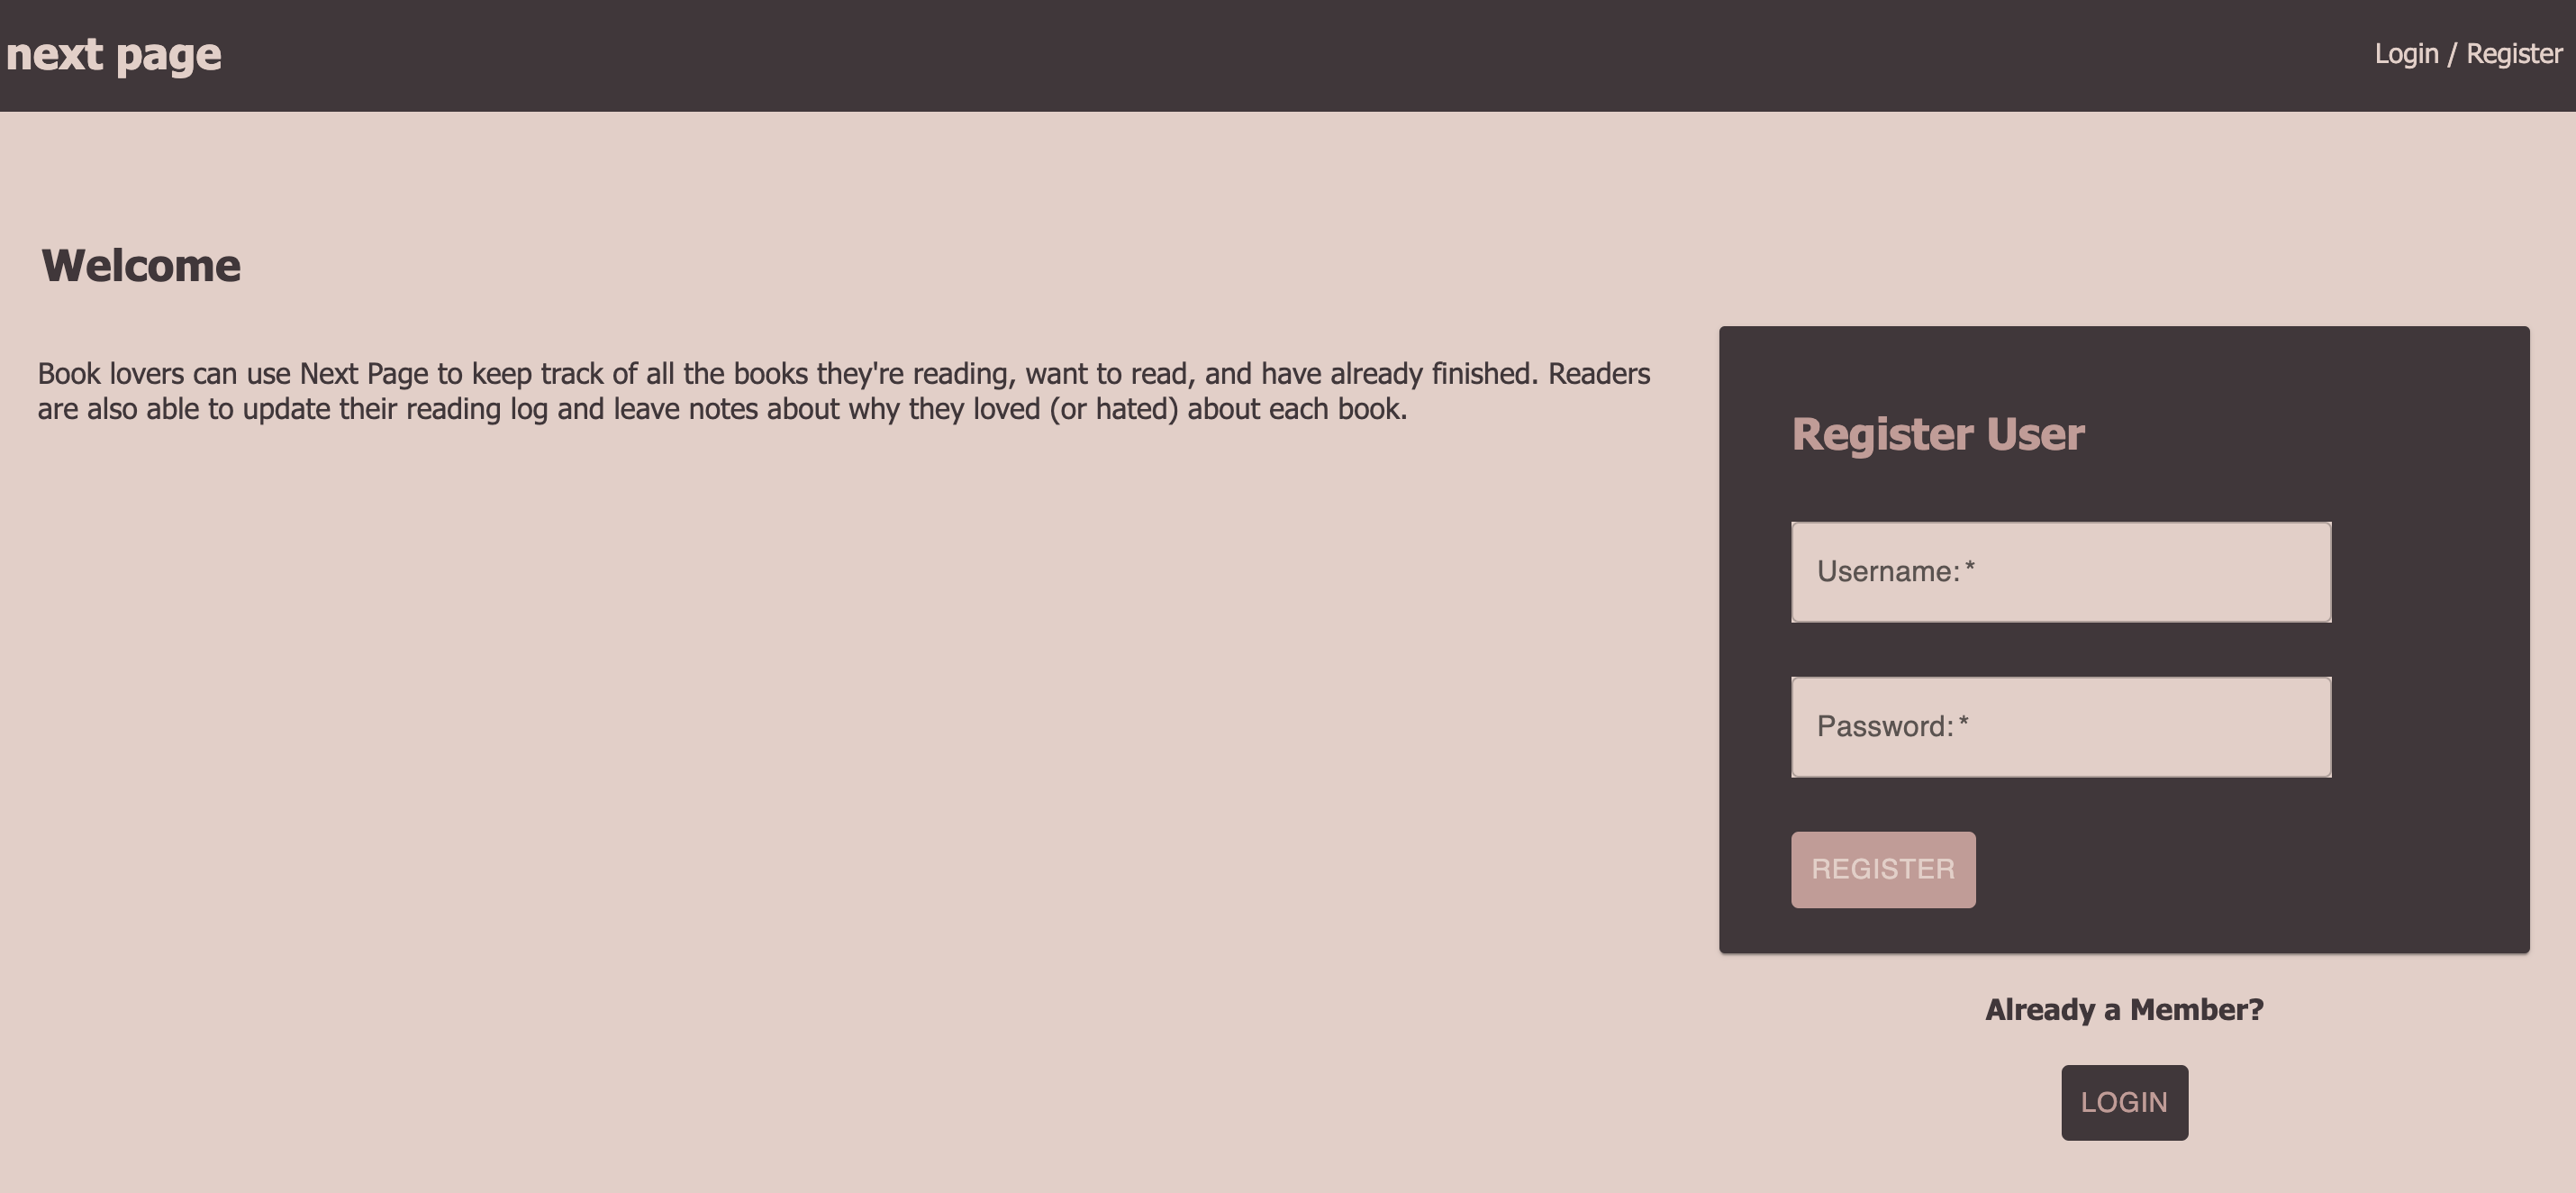 next page
Login / Register
Welcome
Book lovers can use Next Page to keep track of all the books they're reading, want to read, and have already finished. Readers
are also able to update their reading log and leave notes about why they loved (or hated) about each book.
Register User
Username: *
Password: *
REGISTER
Already a Member?
LOGIN